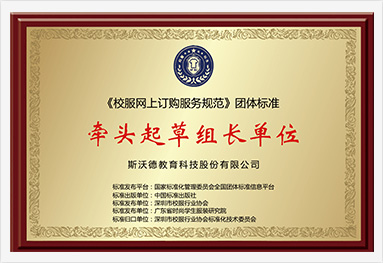 《校服网上订购服务规范》团体标准
牵头起草组长单位
斯沃德教育科技股份有限公司
标准发布平台：国家标准化管理委员会全国团体标准信息平台
标准出版单位：中国标准出版社
标准发布单位：深圳市校服行业协会
标准发布单位：广东省时尚学生服装研究院
标准归口单位：深圳市校服行业协会标准化技术委员会